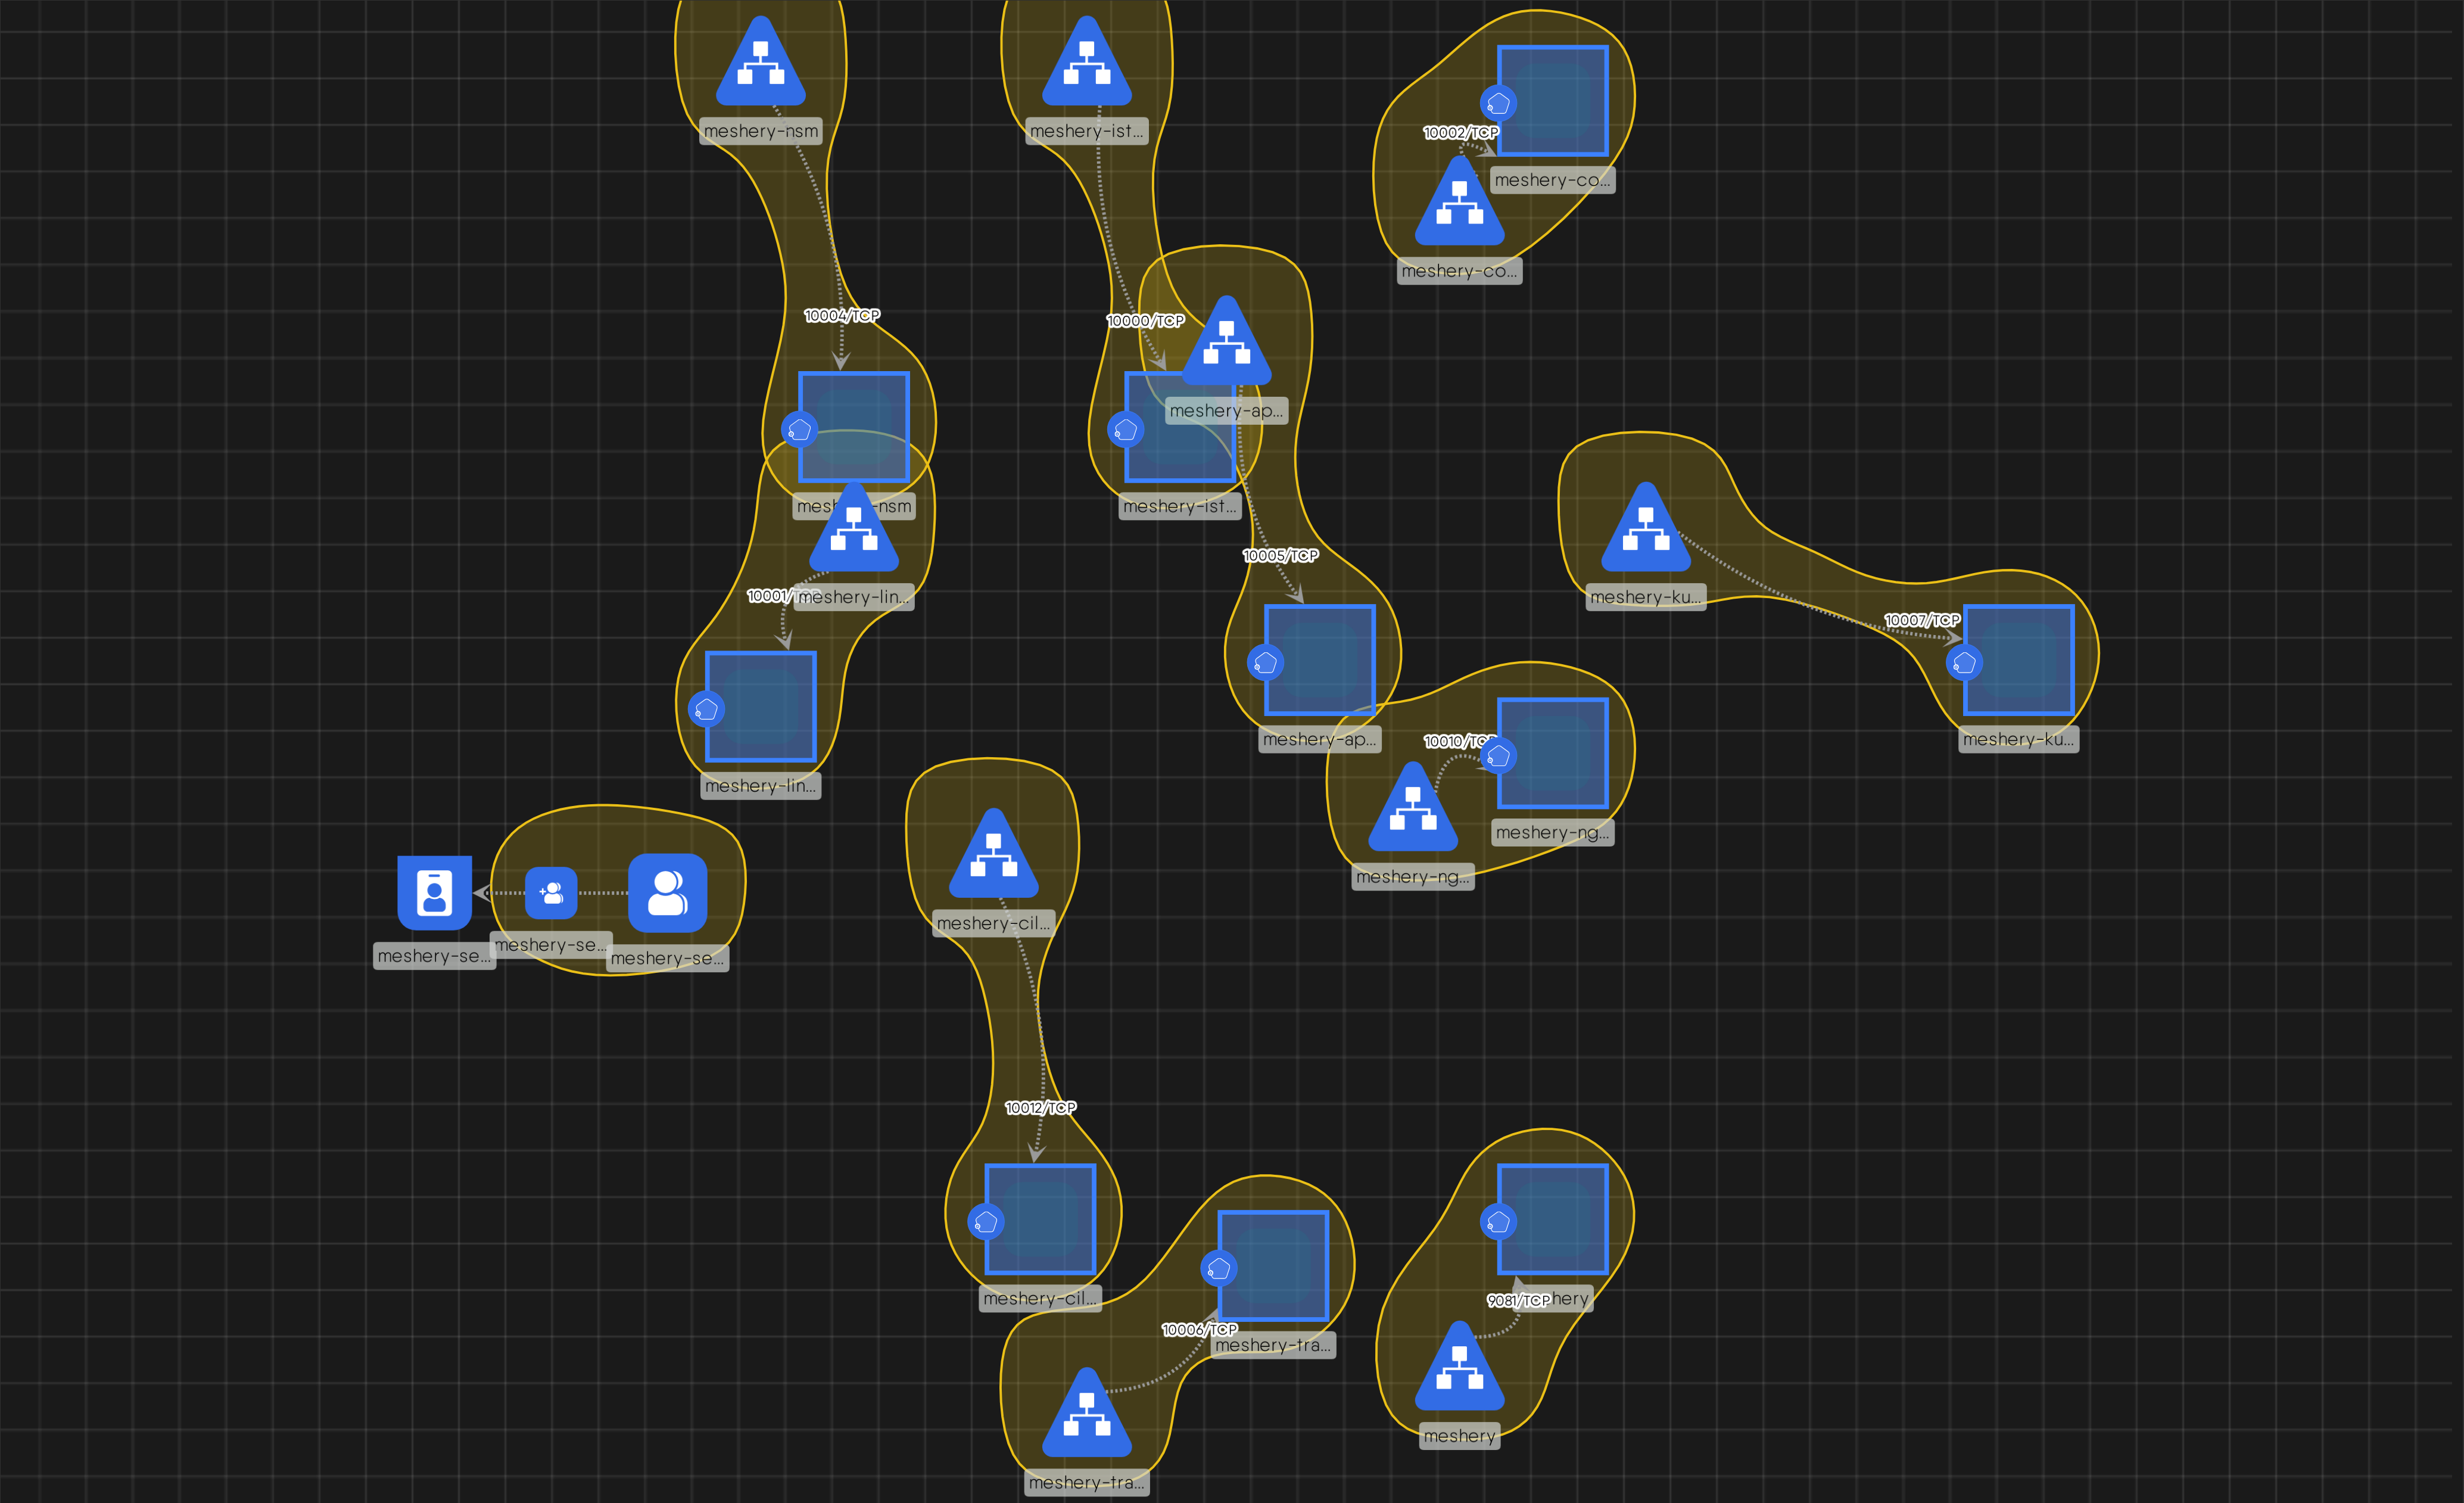 meshery-nsm
meshery-ist...
10002/TCP
meshery-co...
meshery-co...
10004/TCP
10000/TCP
meshery-ap...
meshery-ist...
10005/TCP
10001/
meshery-lin...
meshery-ku...
10007/TCP
meshery-ap...
meshery-ku...
10010/TCP
meshery-lin...
meshery-ng...
meshery-ng...
meshery-cil...
meshery-se...
meshery-se...
meshery-se...
10012/TCP
meshery-cil...
9081/TCP
10006/TCP
meshery-tra...
meshery
meshery-tra...